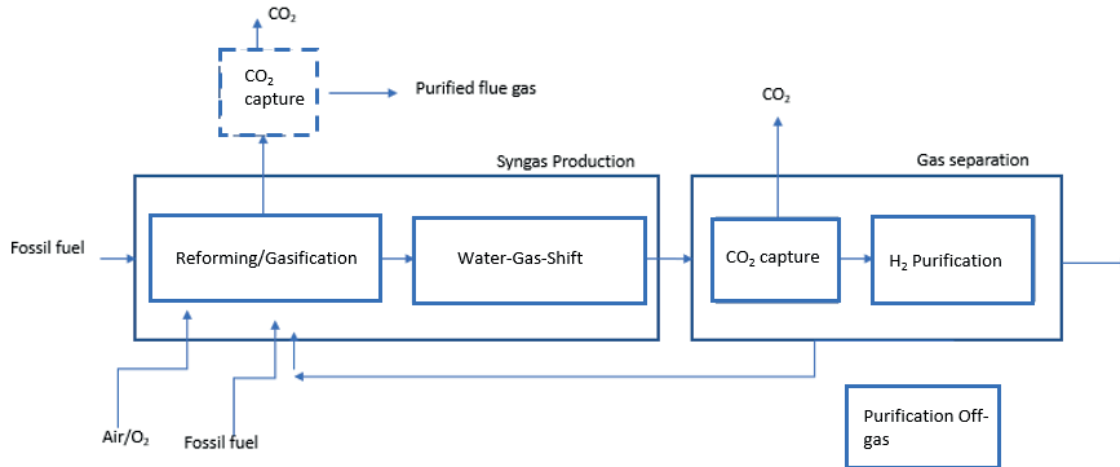 CO₂
CO₂
capture
Purified flue gas
CO₂
Syngas Production
Gas separation
Fossil fuel
Reforming/Gasification
Water-Gas-Shift
CO₂ capture
H₂ Purification
Air/O₂
Fossil fuel
Purification Off-
gas